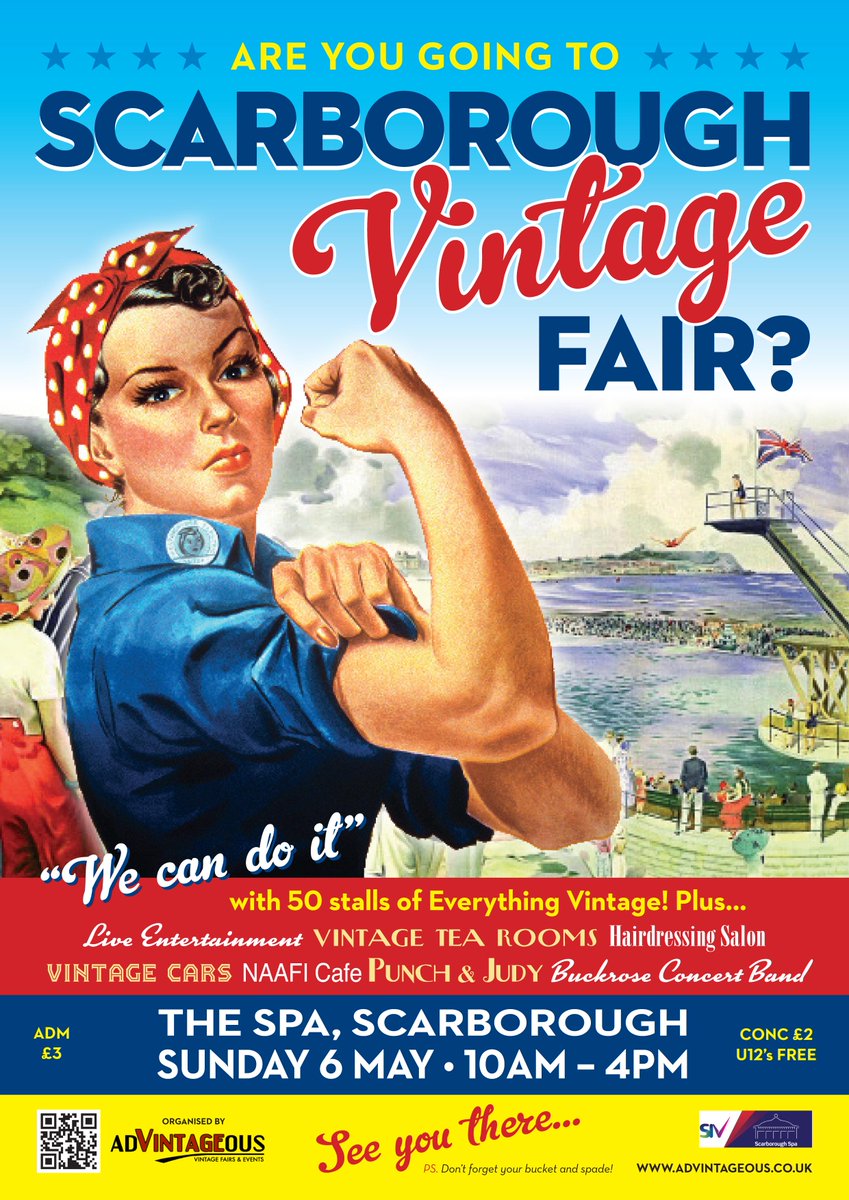 ARE YOU GOING TO
SCARBOROUGH
Vintage
FAIR?
“We can do it”
with 50 stalls of Everything Vintage! Plus...
Live Entertainment VINTAGE TEA ROOMS Hairdressing Salon
VINTAGE CARS NAAFI Cafe PUNCH & JUDY Buckrose Concert Band
ADM
£3
THE SPA, SCARBOROUGH
SUNDAY 6 MAY • 10AM – 4PM
CONC £2
U12's FREE
ORGANISED BY
ADVINTAGEOUS
VINTAGE FAIRS & EVENTS
See you there...
PS. Don't forget your bucket and spade!
SIV
Scarborough Spa
WWW.ADVINTAGEOUS.CO.UK